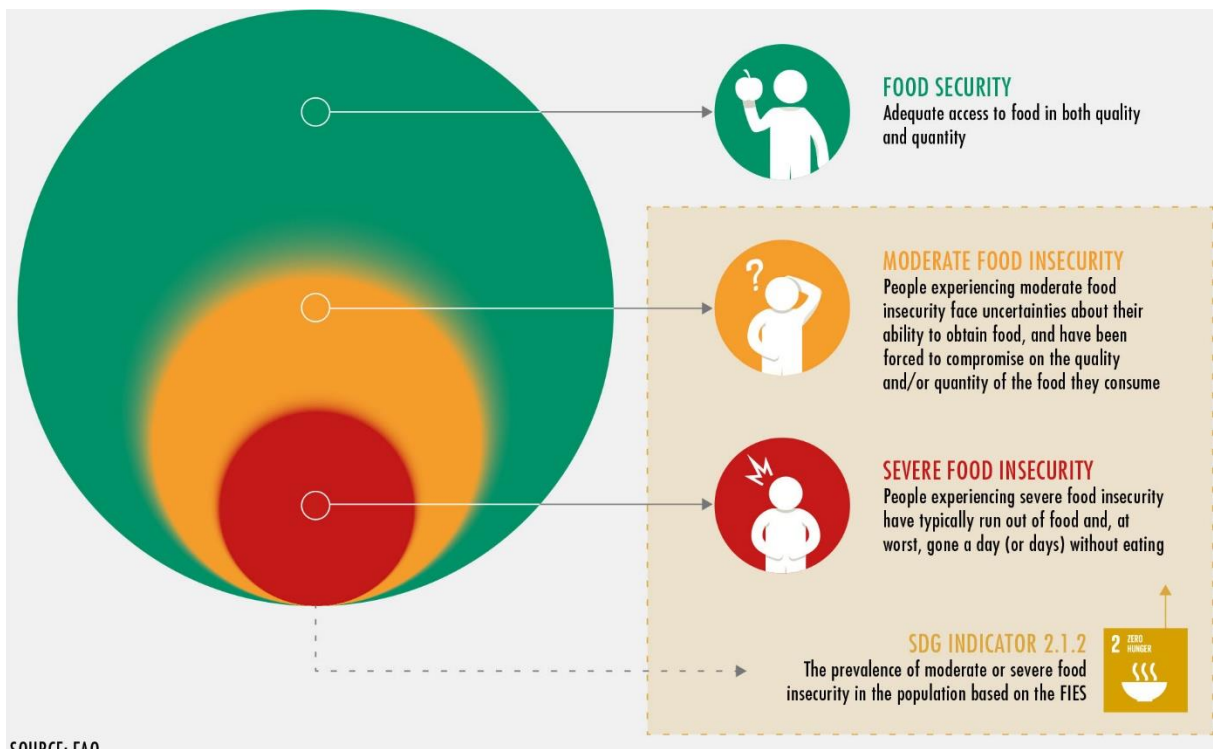 FOOD SECURITY
Adequate access to food in both quality
and quantity
?
MODERATE FOOD INSECURITY
People experiencing moderate food
insecurity face uncertainties about their
ability to obtain food, and have been
forced to compromise on the quality
and/or quantity of the food they consume
SEVERE FOOD INSECURITY
People experiencing severe food insecurity
have typically run out of food and, at
worst, gone a day (or days) without eating
SDG INDICATOR 2.1.2
The prevalence of moderate or severe food
insecurity in the population based on the FIES
2 ZERO
HUNGER
SOURCE: FAO